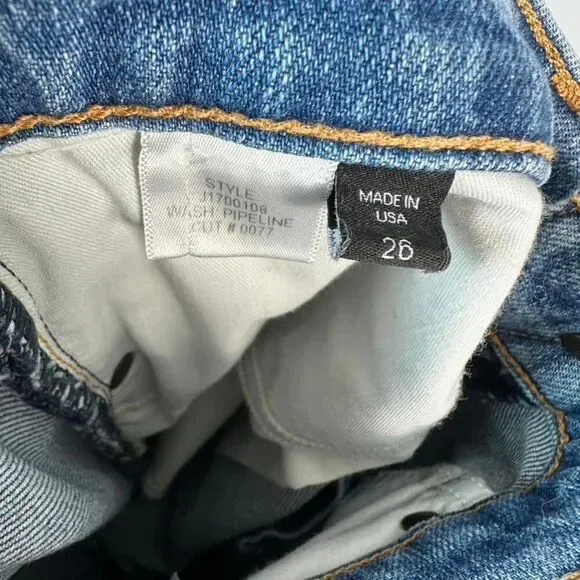 STYLE:
J1700108
WASH: PIPELINE
CUT # 0077
MADE IN
USA
26